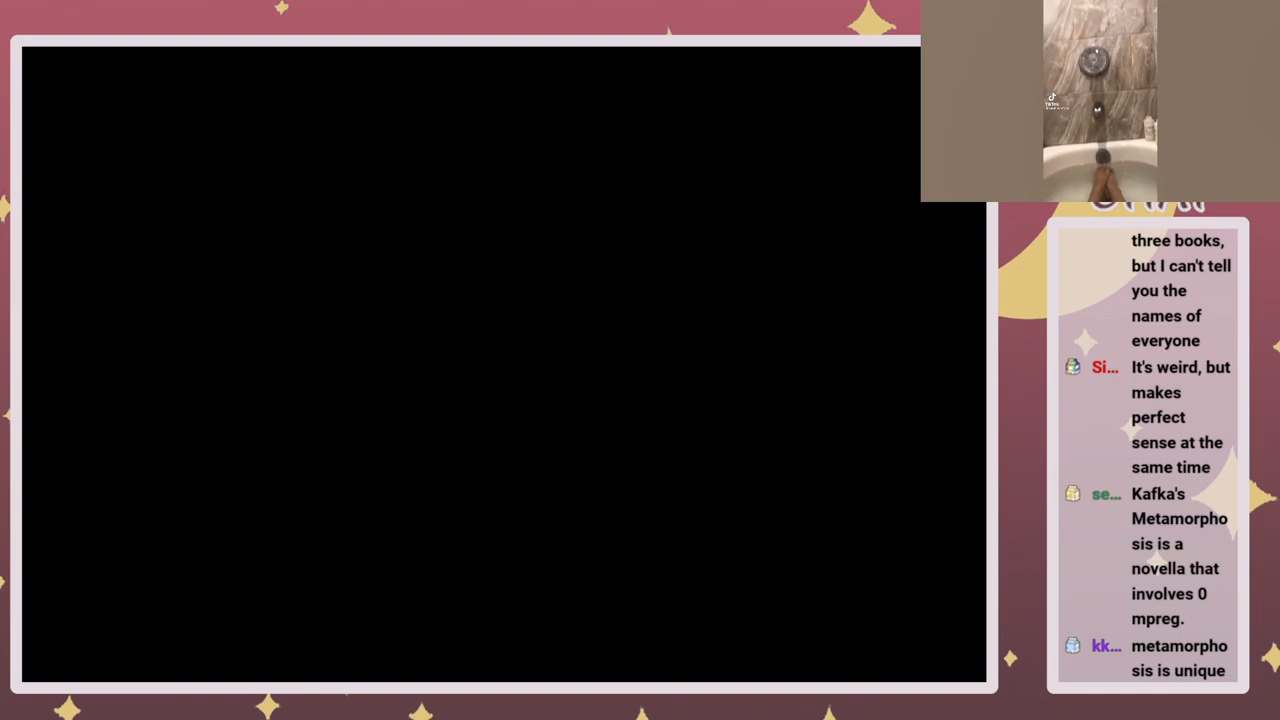 three books,
but I can't tell
you the
names of
everyone
Si... It's weird, but
makes
perfect
sense at the
same time
se... Kafka's
Metamorpho
sis is a
novella that
involves 0
mpreg.
kk... metamorpho
sis is unique